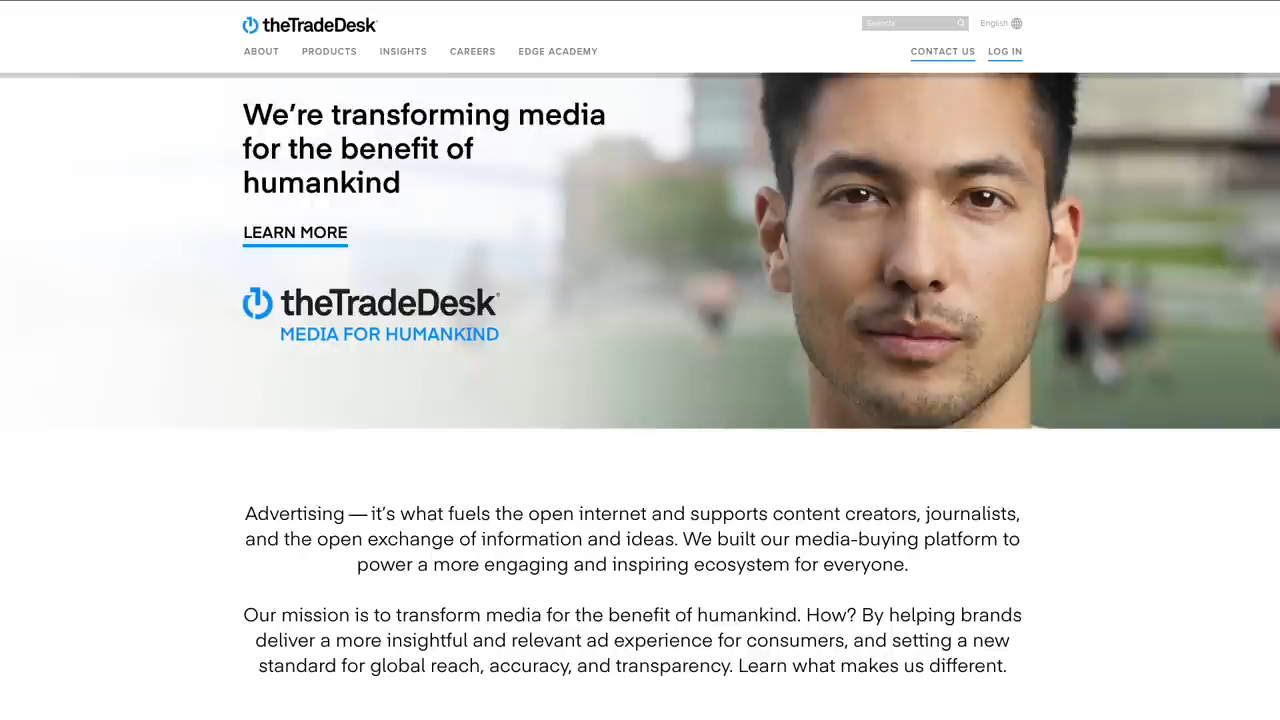 theTradeDesk
Search
English
ABOUT PRODUCTS INSIGHTS CAREERS EDGE ACADEMY
CONTACT US LOG IN
We’re transforming media
for the benefit of
humankind
LEARN MORE
theTradeDesk®
MEDIA FOR HUMANKIND
Advertising — it’s what fuels the open internet and supports content creators, journalists,
and the open exchange of information and ideas. We built our media-buying platform to
power a more engaging and inspiring ecosystem for everyone.
Our mission is to transform media for the benefit of humankind. How? By helping brands
deliver a more insightful and relevant ad experience for consumers, and setting a new
standard for global reach, accuracy, and transparency. Learn what makes us different.